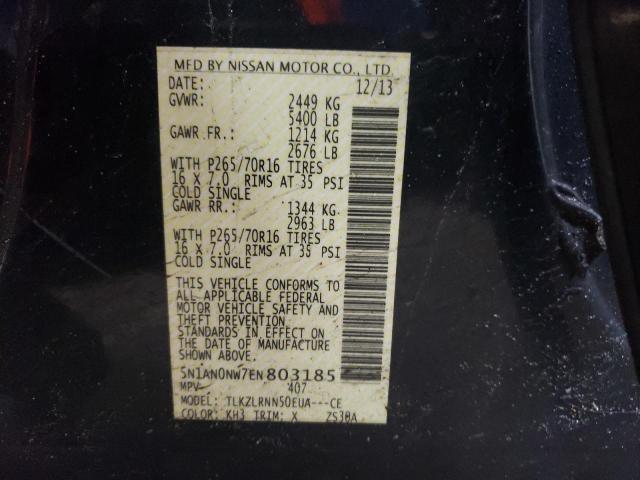 MFD BY NISSAN MOTOR CO., LTD.
DATE: 12/13
GVWR: 2449 KG
5400 LB
GAWR FR.: 1214 KG
2676 LB
WITH P265/70R16 TIRES
16 X 7.0 RIMS AT 35 PSI
COLD SINGLE
GAWR RR.: 1344 KG
2963 LB
WITH P265/70R16 TIRES
16 X 7.0 RIMS AT 35 PSI
COLD SINGLE
THIS VEHICLE CONFORMS TO
ALL APPLICABLE FEDERAL
MOTOR VEHICLE SAFETY AND
THEFT PREVENTION
STANDARDS IN EFFECT ON
THE DATE OF MANUFACTURE
SHOWN ABOVE.
5N1AN0NW7EN803185
MPV 407
MODEL: TLKZLRNN50EUA---CE
COLOR: KH3 TRIM: X ZS30A